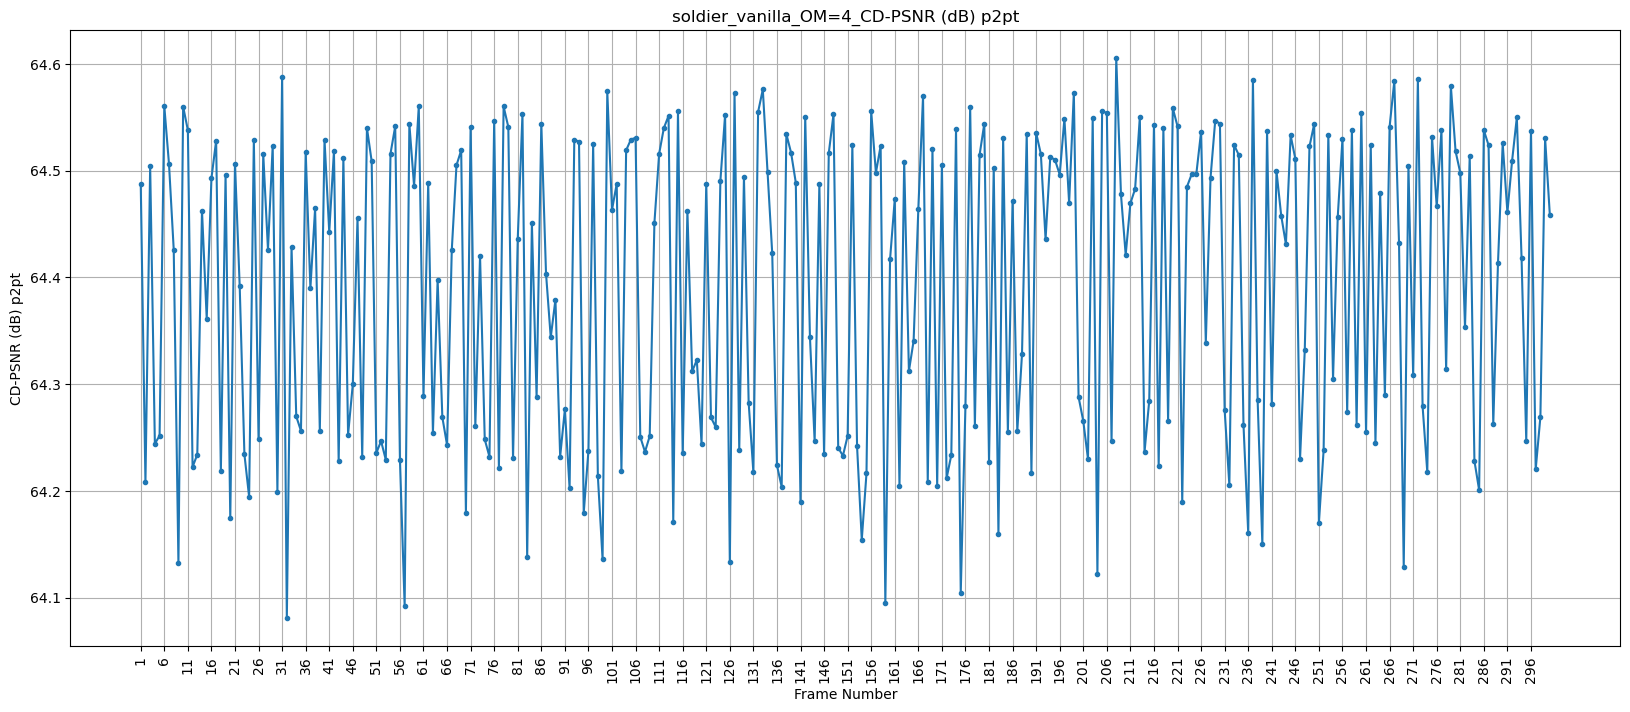 soldier_vanilla_OM=4_CD-PSNR (dB) p2pt
CD-PSNR (dB) p2pt
64.6
64.5
64.4
64.3
64.2
64.1
1 6 11 16 21 26 31 36 41 46 51 56 61 66 71 76 81 86 91 96 101 106 111 116 121 126 131 136 141 146 151 156 161 166 171 176 181 186 191 196 201 206 211 216 221 226 231 236 241 246 251 256 261 266 271 276 281 286 291 296
Frame Number